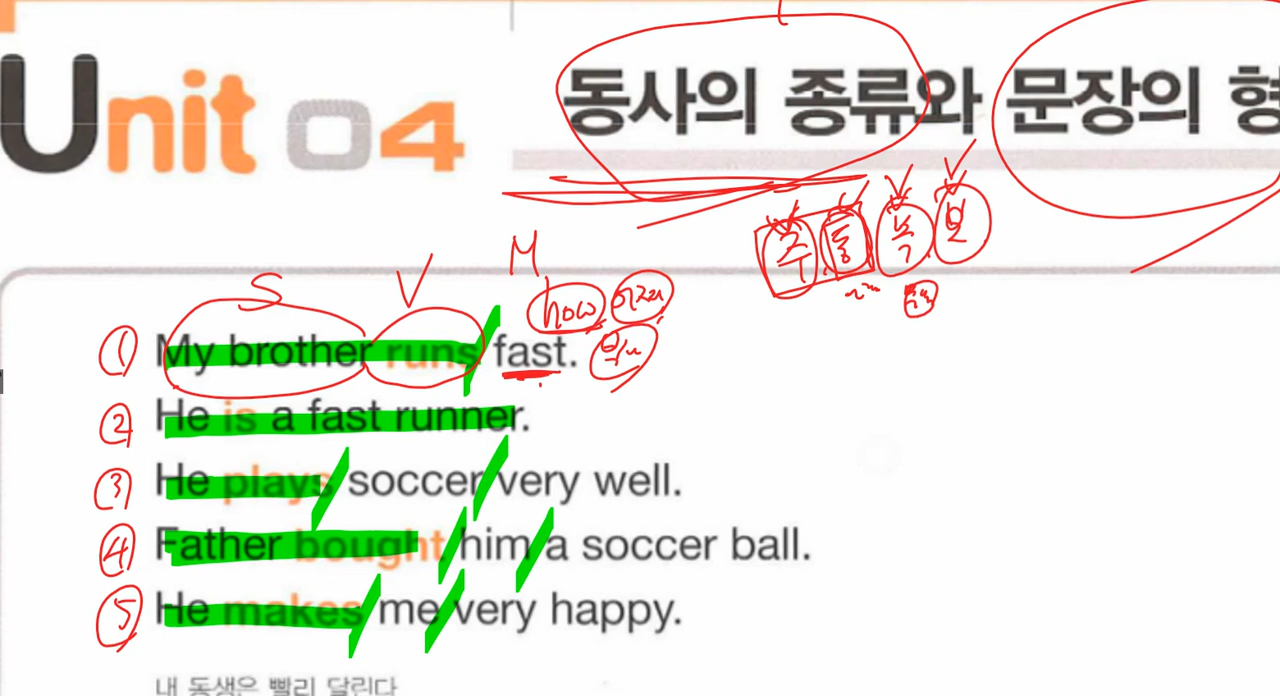 Unit 04 동사의 종류와 문장의 형
주 동 목 보
S V M
how 어떻게
① My brother runs fast.
② He is a fast runner.
③ He plays soccer very well.
④ Father bought him a soccer ball.
⑤ He makes me very happy.
내 동생은 빨리 달린다